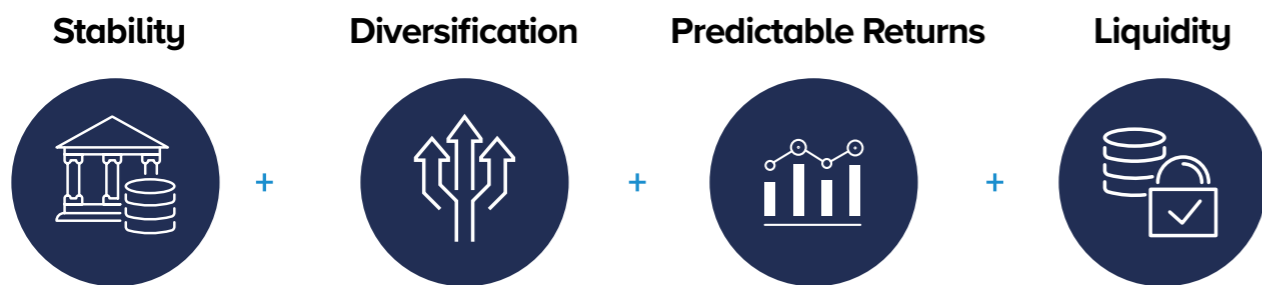 Stability
Diversification
Predictable Returns
Liquidity
+
+
+